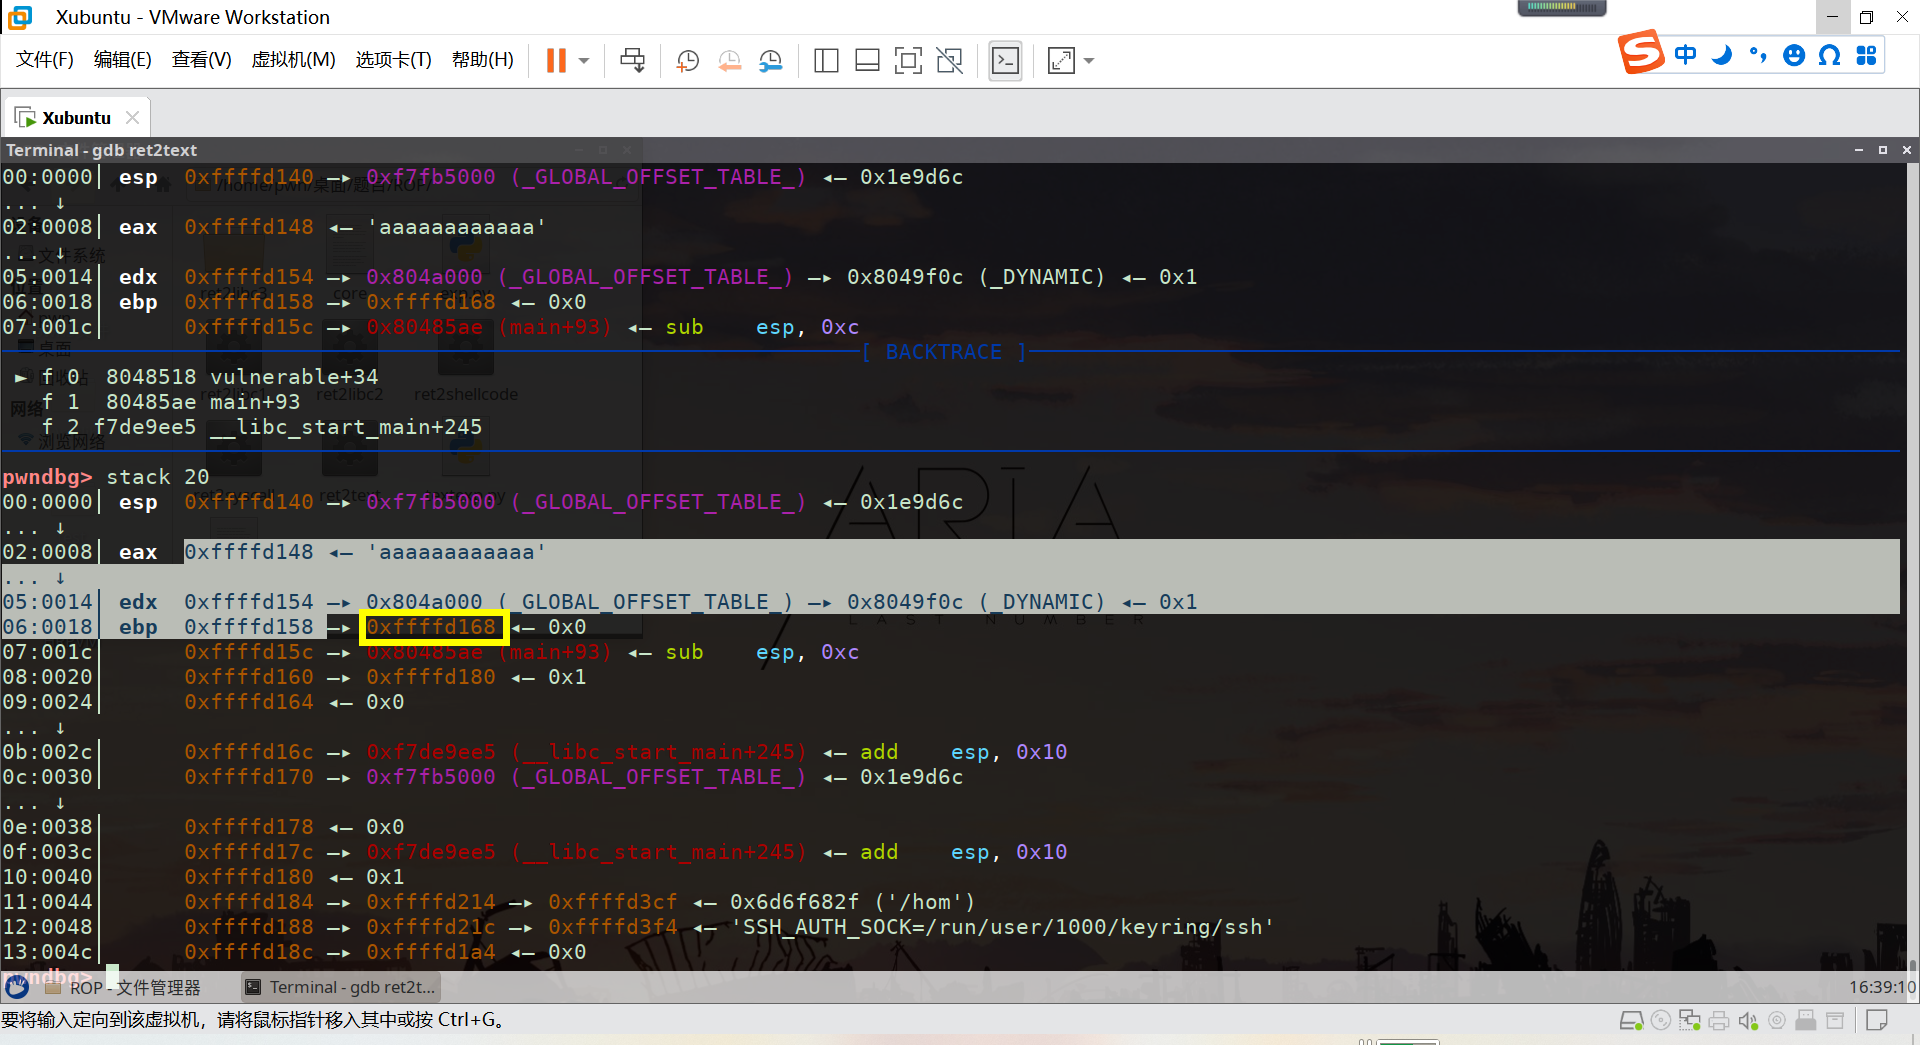 Xubuntu - VMware Workstation
文件(F) 编辑(E) 查看(V) 虚拟机(M) 选项卡(T) 帮助(H)
中
Xubuntu
Terminal - gdb ret2text
00:0000│ esp 0xffffd140 —▸ 0xf7fb5000 (_GLOBAL_OFFSET_TABLE_) ◂— 0x1e9d6c
... ↓
02:0008│ eax 0xffffd148 ◂— 'aaaaaaaaaaaa'
... ↓
05:0014│ edx 0xffffd154 —▸ 0x804a000 (_GLOBAL_OFFSET_TABLE_) —▸ 0x8049f0c (_DYNAMIC) ◂— 0x1
06:0018│ ebp 0xffffd158 —▸ 0xffffd168 ◂— 0x0
07:001c│ 0xffffd15c —▸ 0x80485ae (main+93) ◂— sub esp, 0xc
[ BACKTRACE ]
► f 0 8048518 vulnerable+34
f 1 80485ae main+93
f 2 f7de9ee5 __libc_start_main+245
ret2libc1 ret2libc2 ret2shellcode
pwndbg> stack 20
00:0000│ esp 0xffffd140 —▸ 0xf7fb5000 (_GLOBAL_OFFSET_TABLE_) ◂— 0x1e9d6c
... ↓
02:0008│ eax 0xffffd148 ◂— 'aaaaaaaaaaaa'
... ↓
05:0014│ edx 0xffffd154 —▸ 0x804a000 (_GLOBAL_OFFSET_TABLE_) —▸ 0x8049f0c (_DYNAMIC) ◂— 0x1
06:0018│ ebp 0xffffd158 —▸ 0xffffd168 ◂— 0x0
07:001c│ 0xffffd15c —▸ 0x80485ae (main+93) ◂— sub esp, 0xc
08:0020│ 0xffffd160 —▸ 0xffffd180 ◂— 0x1
09:0024│ 0xffffd164 ◂— 0x0
... ↓
0b:002c│ 0xffffd16c —▸ 0xf7de9ee5 (__libc_start_main+245) ◂— add esp, 0x10
0c:0030│ 0xffffd170 —▸ 0xf7fb5000 (_GLOBAL_OFFSET_TABLE_) ◂— 0x1e9d6c
... ↓
0e:0038│ 0xffffd178 ◂— 0x0
0f:003c│ 0xffffd17c —▸ 0xf7de9ee5 (__libc_start_main+245) ◂— add esp, 0x10
10:0040│ 0xffffd180 ◂— 0x1
11:0044│ 0xffffd184 —▸ 0xffffd214 —▸ 0xffffd3cf ◂— 0x6d6f682f ('/hom')
12:0048│ 0xffffd188 —▸ 0xffffd21c —▸ 0xffffd3f4 ◂— 'SSH_AUTH_SOCK=/run/user/1000/keyring/ssh'
13:004c│ 0xffffd18c —▸ 0xffffd1a4 ◂— 0x0
pwndbg>
ARIA
LAST NUMBER
ROP - 文件管理器 Terminal - gdb ret2t... 16:39:10
要将输入定向到该虚拟机，请将鼠标指针移入其中或按 Ctrl+G。